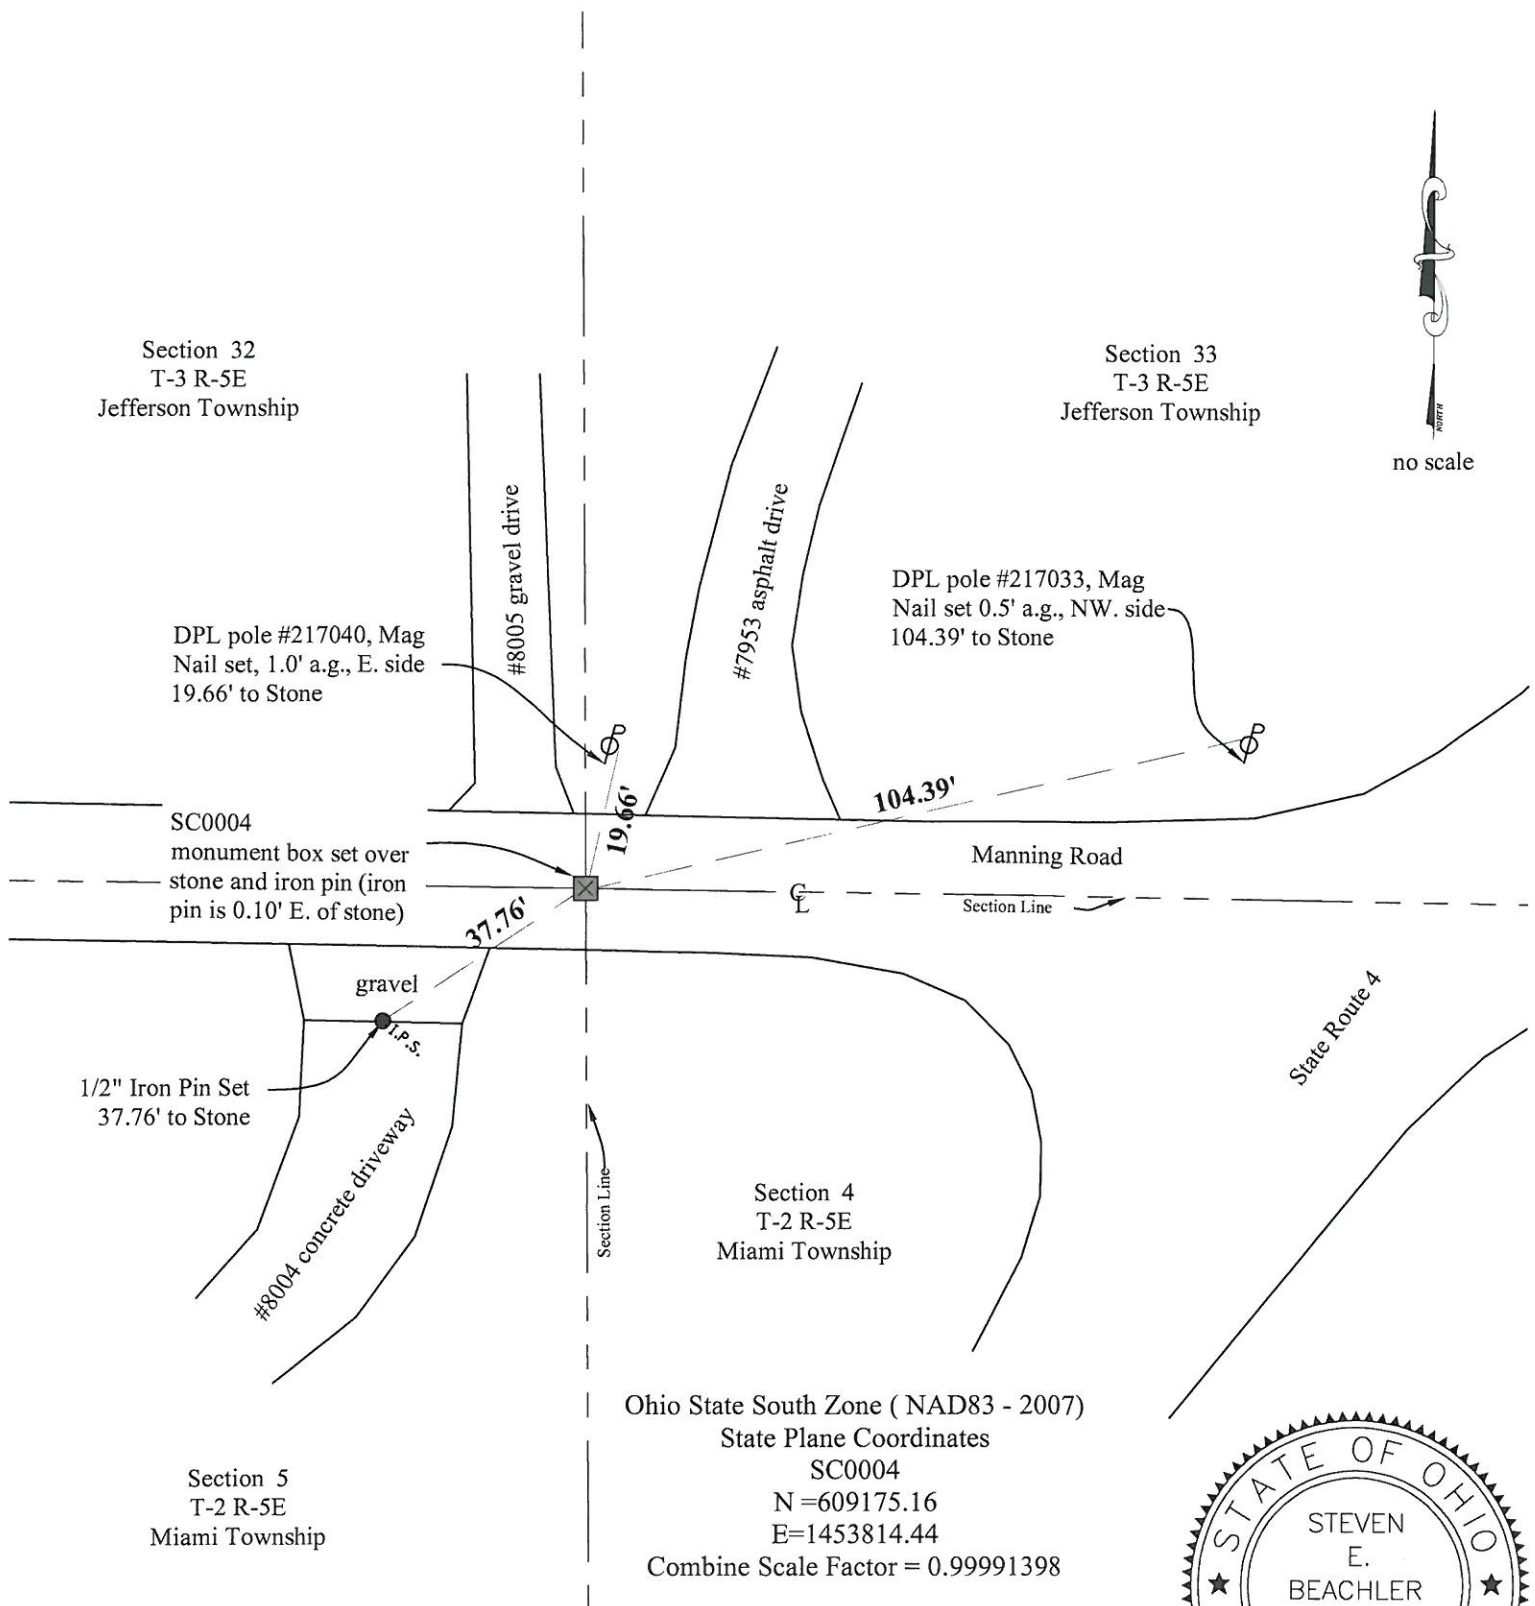 Section 32
T-3 R-5E
Jefferson Township
Section 33
T-3 R-5E
Jefferson Township
NORTH
no scale
#8005 gravel drive
#7953 asphalt drive
DPL pole #217033, Mag
Nail set 0.5' a.g., NW. side
104.39' to Stone
DPL pole #217040, Mag
Nail set, 1.0' a.g., E. side
19.66' to Stone
P
P
19.66'
104.39'
SC0004
monument box set over
stone and iron pin (iron
pin is 0.10' E. of stone)
Manning Road
CL
Section Line
37.76'
gravel
I.P.S.
1/2" Iron Pin Set
37.76' to Stone
#8004 concrete driveway
Section Line
State Route 4
Section 4
T-2 R-5E
Miami Township
Section 5
T-2 R-5E
Miami Township
Ohio State South Zone ( NAD83 - 2007)
State Plane Coordinates
SC0004
N =609175.16
E=1453814.44
Combine Scale Factor = 0.99991398
STATE OF OHIO
STEVEN
E.
BEACHLER